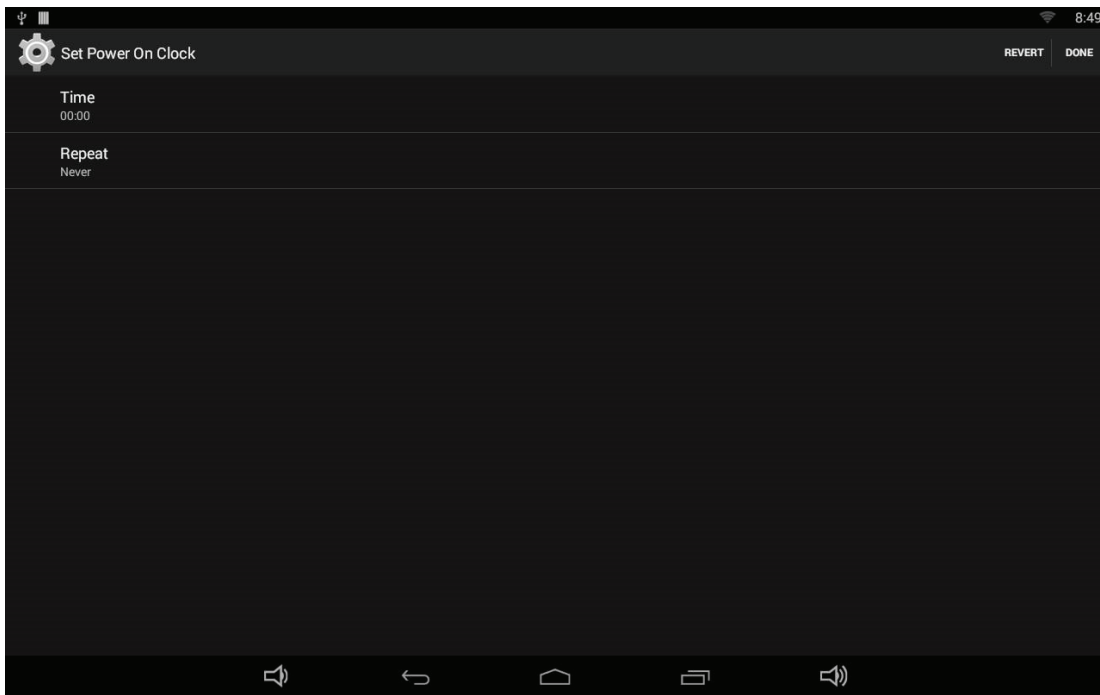 8:49
Set Power On Clock
REVERT
DONE
Time
00:00
Repeat
Never